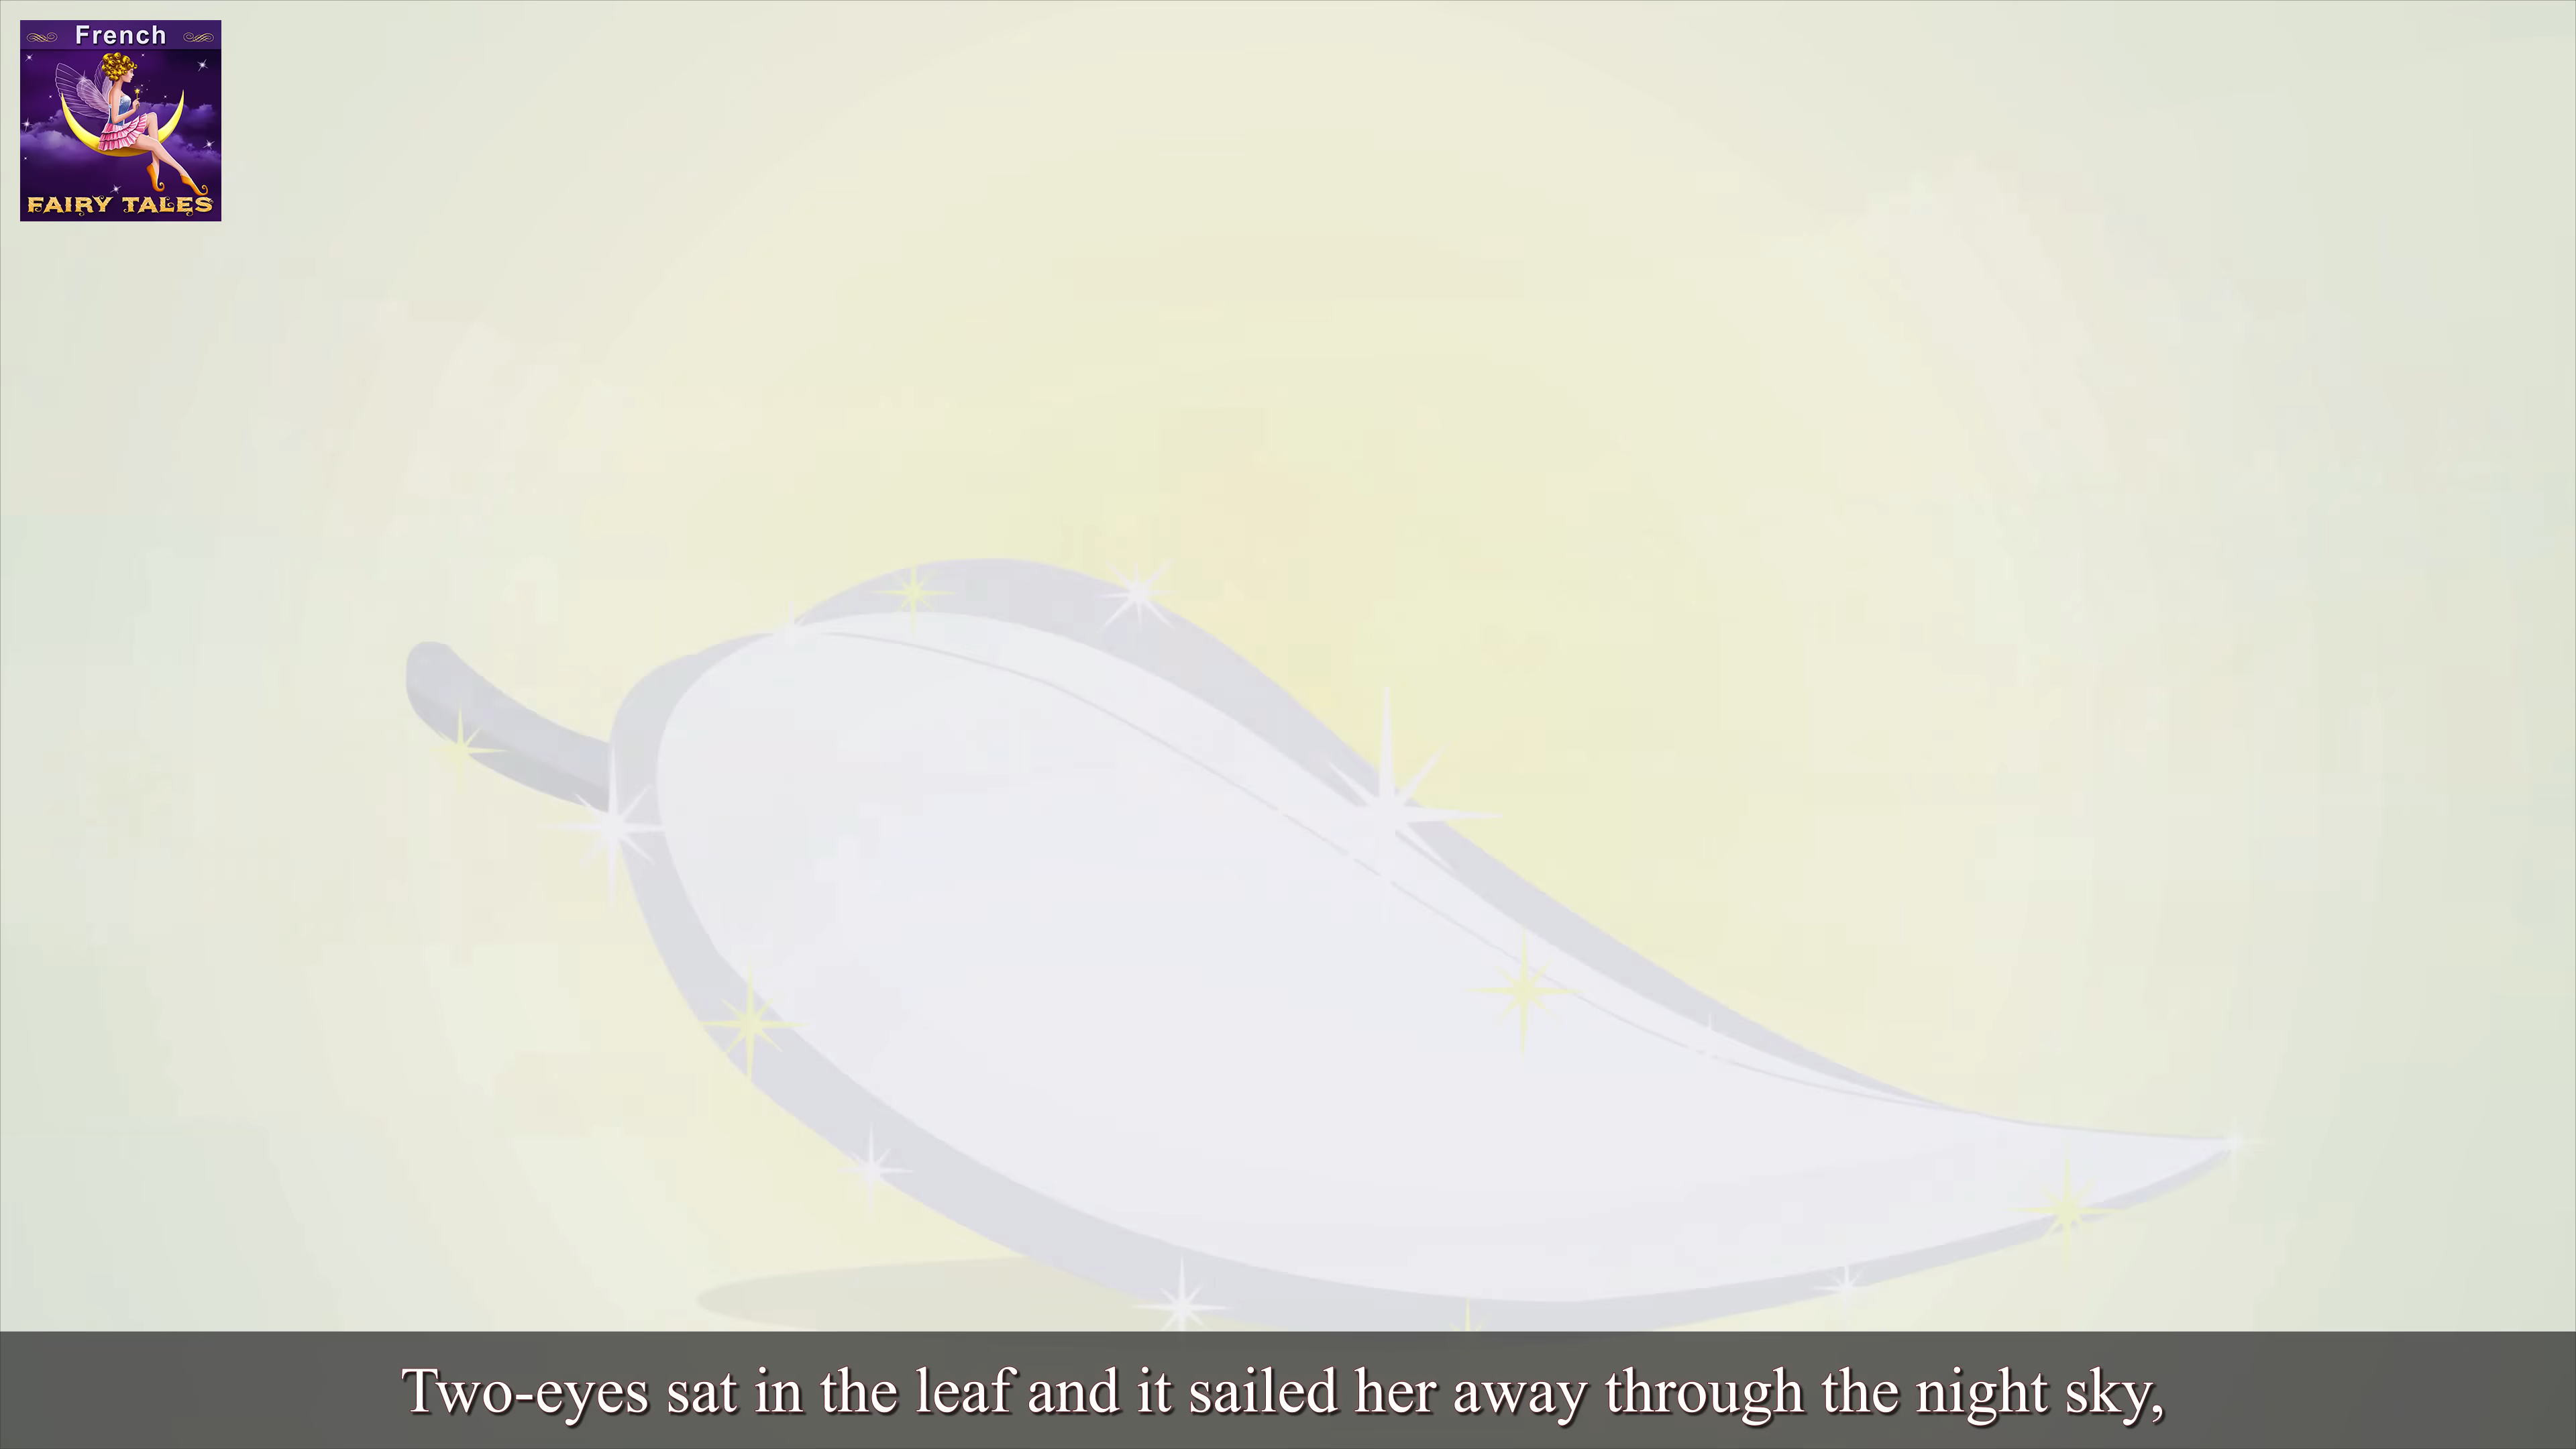 French
FAIRY TALES
Two-eyes sat in the leaf and it sailed her away through the night sky,